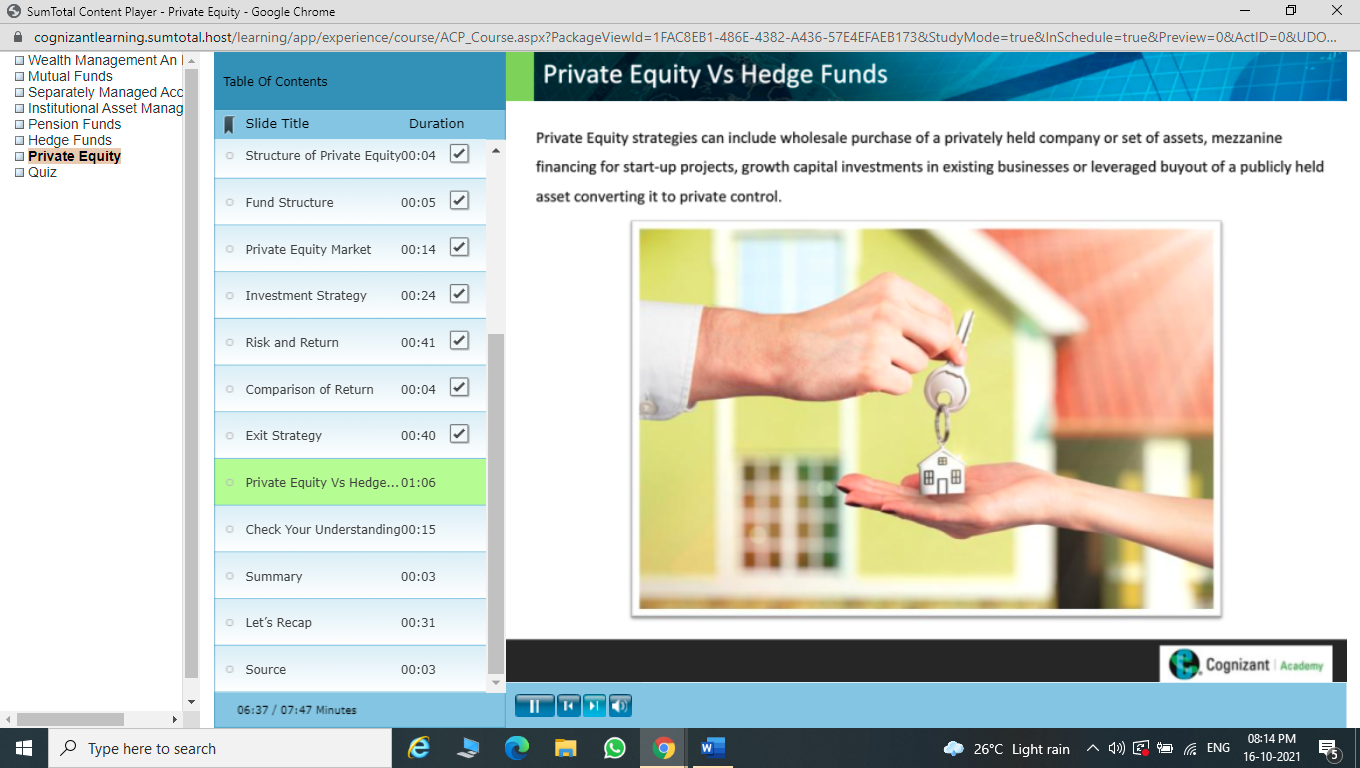 SumTotal Content Player - Private Equity - Google Chrome
cognizantlearning.sumtotal.host/learning/app/experience/course/ACP_Course.aspx?PackageViewId=1FAC8EB1-486E-4382-A436-57E4EFAEB173&StudyMode=true&InSchedule=true&Preview=0&ActID=0&UDO...
Wealth Management An
Mutual Funds
Separately Managed Acc
Institutional Asset Manag
Pension Funds
Hedge Funds
Private Equity
Quiz
Table Of Contents
Slide Title Duration
Structure of Private Equity 00:04
Fund Structure 00:05
Private Equity Market 00:14
Investment Strategy 00:24
Risk and Return 00:41
Comparison of Return 00:04
Exit Strategy 00:40
Private Equity Vs Hedge... 01:06
Check Your Understanding 00:15
Summary 00:03
Let's Recap 00:31
Source 00:03
06:37 / 07:47 Minutes
Private Equity Vs Hedge Funds
Private Equity strategies can include wholesale purchase of a privately held company or set of assets, mezzanine
financing for start-up projects, growth capital investments in existing businesses or leveraged buyout of a publicly held
asset converting it to private control.
Cognizant | Academy
Type here to search
26°C Light rain
ENG
08:14 PM
16-10-2021
5